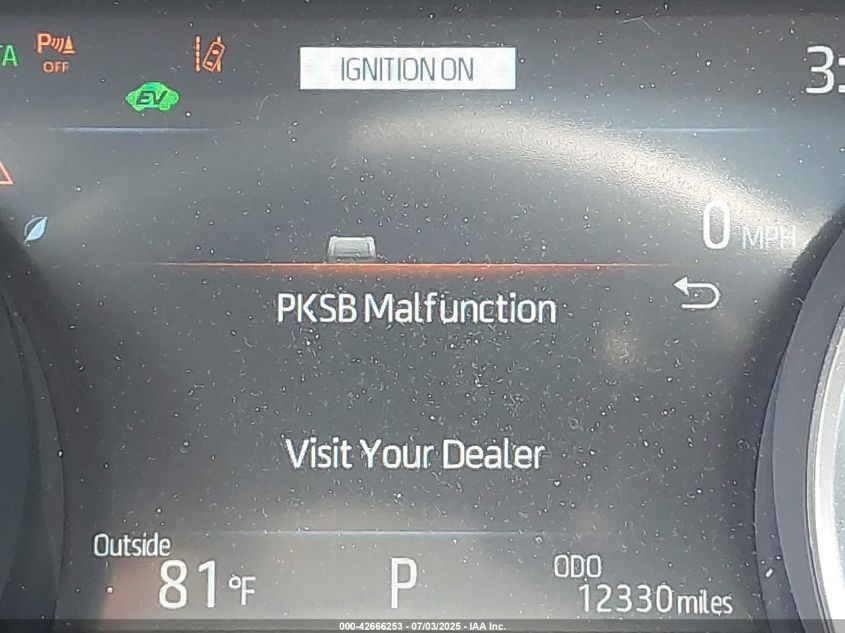 P
OFF
IGNITION ON
EV
0 MPH
PKSB Malfunction
Visit Your Dealer
Outside
81°F
P
ODO
12330 miles
000-42666253 - 07/03/2025 - IAA Inc.